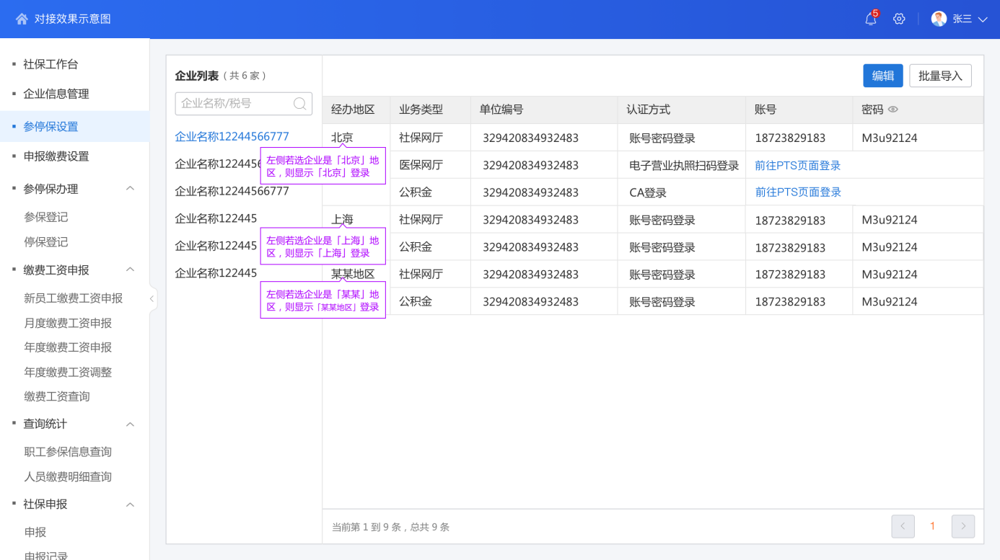 对接效果示意图
5
张三
社保工作台
企业信息管理
参停保设置
申报缴费设置
参停保办理
参保登记
停保登记
缴费工资申报
新员工缴费工资申报
月度缴费工资申报
年度缴费工资申报
年度缴费工资调整
缴费工资查询
查询统计
职工参保信息查询
人员缴费明细查询
社保申报
申报
申报记录
企业列表（共 6 家）
企业名称/税号
企业名称12244566777
企业名称1224456
企业名称12244566777
企业名称122445
企业名称122445
企业名称122445
编辑 批量导入
经办地区 业务类型 单位编号 认证方式 账号 密码
北京 社保网厅 329420834932483 账号密码登录 18723829183 M3u92124
左侧若选企业是「北京」地
区，则显示「北京」登录
医保网厅 329420834932483 电子营业执照扫码登录 前往PTS页面登录
公积金 329420834932483 CA登录 前往PTS页面登录
上海 社保网厅 329420834932483 账号密码登录 18723829183 M3u92124
左侧若选企业是「上海」地
区，则显示「上海」登录
公积金 329420834932483 账号密码登录 18723829183 M3u92124
某某地区 社保网厅 329420834932483 账号密码登录 18723829183 M3u92124
左侧若选企业是「某某」地
区，则显示「某某地区」登录
公积金 329420834932483 账号密码登录 18723829183 M3u92124
当前第 1 到 9 条，总共 9 条
1